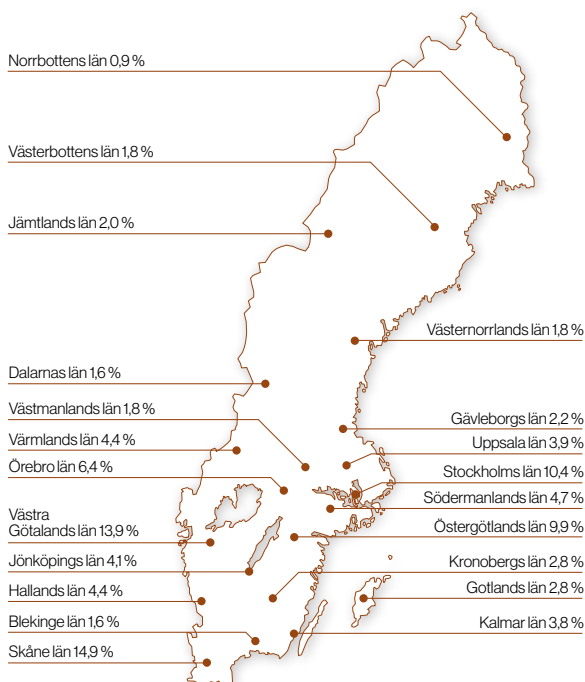 Norrbottens län 0,9 %
Västerbottens län 1,8 %
Jämtlands län 2,0 %
Västernorrlands län 1,8 %
Dalarnas län 1,6 %
Västmanlands län 1,8 %
Värmlands län 4,4 %
Örebro län 6,4 %
Västra
Götalands län 13,9 %
Jönköpings län 4,1 %
Hallands län 4,4 %
Blekinge län 1,6 %
Skåne län 14,9 %
Gävleborgs län 2,2 %
Uppsala län 3,9 %
Stockholms län 10,4 %
Södermanlands län 4,7 %
Östergötlands län 9,9 %
Kronobergs län 2,8 %
Gotlands län 2,8 %
Kalmar län 3,8 %